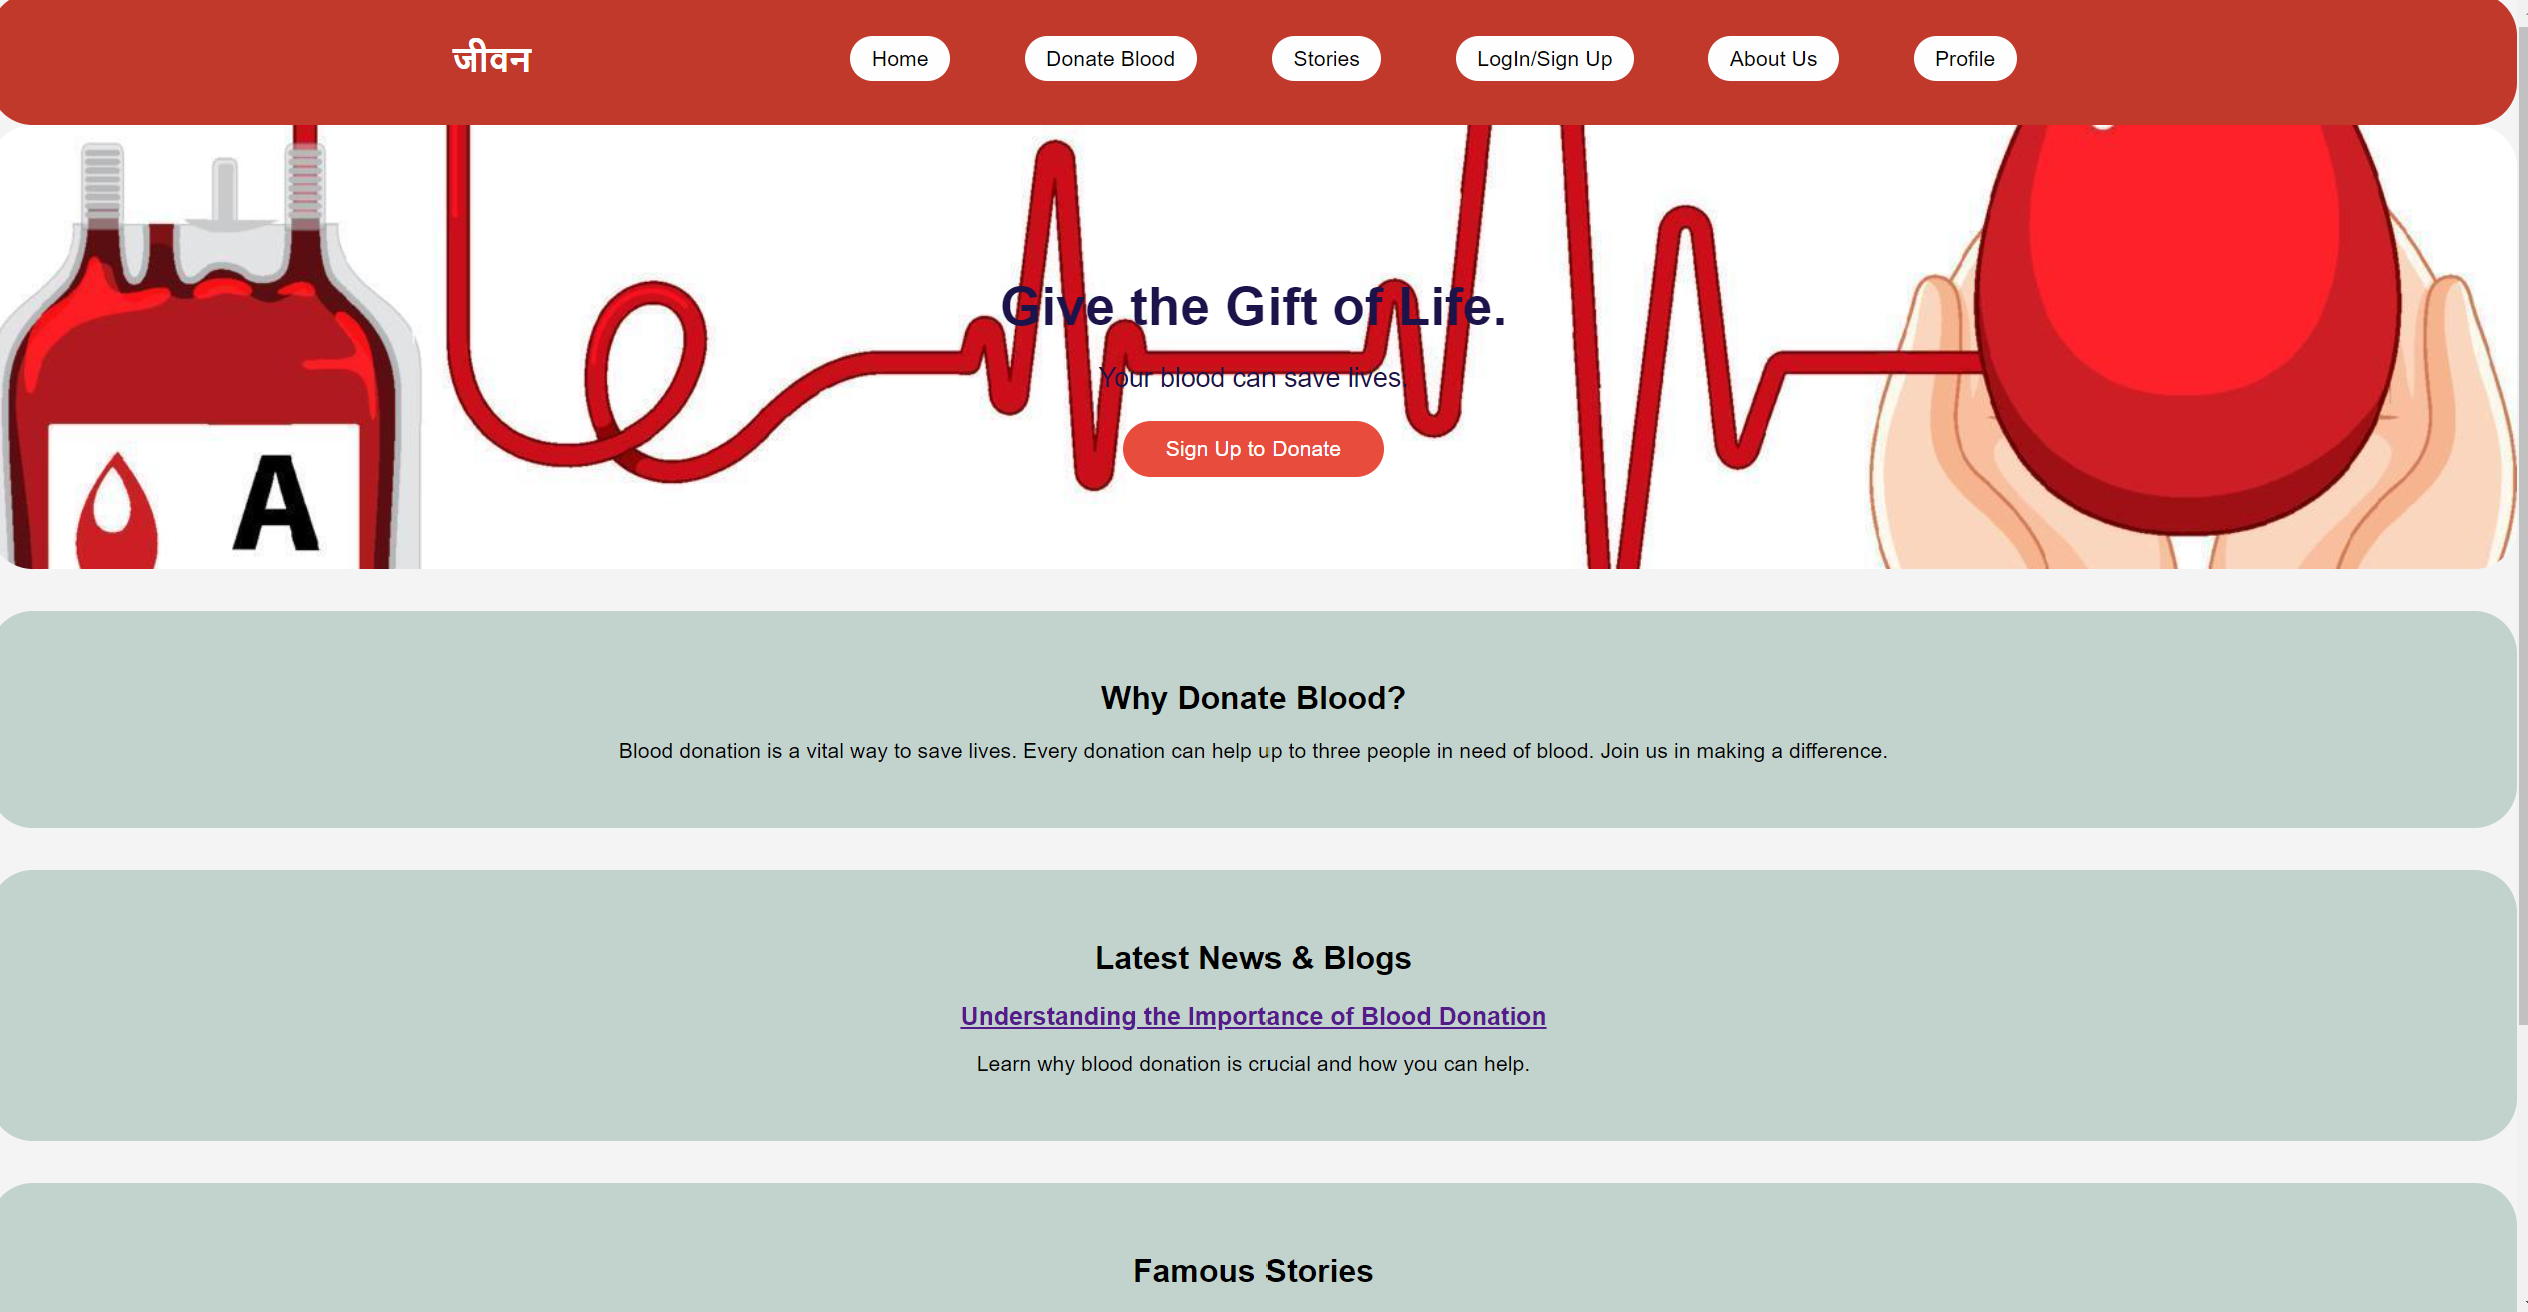 जीवन
Home Donate Blood Stories LogIn/Sign Up About Us Profile
Give the Gift of Life.
Your blood can save lives.
Sign Up to Donate
A
Why Donate Blood?
Blood donation is a vital way to save lives. Every donation can help up to three people in need of blood. Join us in making a difference.
Latest News & Blogs
Understanding the Importance of Blood Donation
Learn why blood donation is crucial and how you can help.
Famous Stories